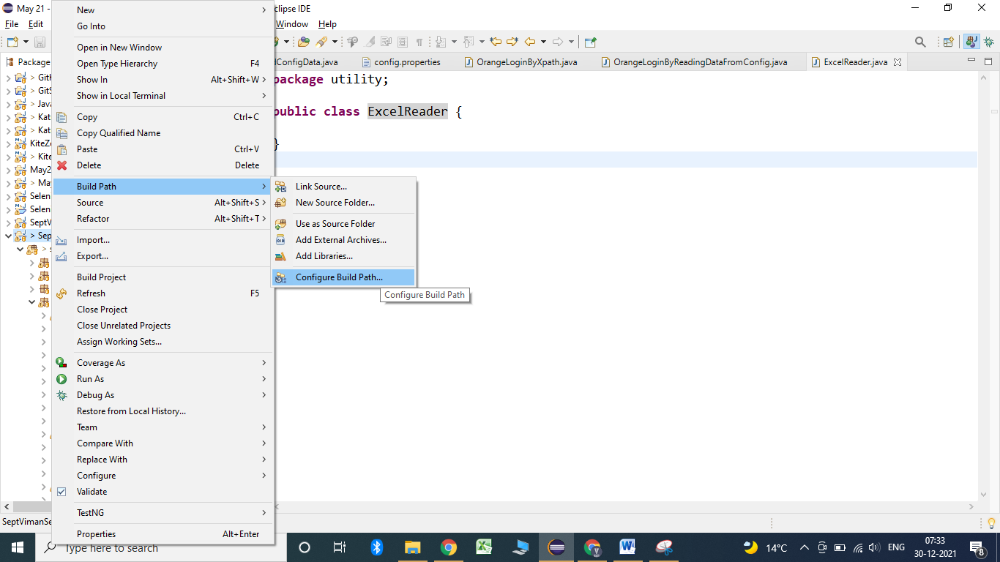 May 21 -
clipse IDE
File Edit
Window Help
Package
dConfigData.java
config.properties
OrangeLoginByXpath.java
OrangeLoginByReadingDataFromConfig.java
ExcelReader.java
> GitH
> GitS
> Java
> Kat
> Kat
KiteZ
> Kite
May2
> May
Selen
Selen
SeptV
> Sep
New
Go Into
Open in New Window
Open Type Hierarchy F4
Show In Alt+Shift+W
Show in Local Terminal
Copy Ctrl+C
Copy Qualified Name
Paste Ctrl+V
Delete Delete
Build Path
Source Alt+Shift+S
Refactor Alt+Shift+T
Import...
Export...
Build Project
Refresh F5
Close Project
Close Unrelated Projects
Assign Working Sets...
Coverage As
Run As
Debug As
Restore from Local History...
Team
Compare With
Replace With
Configure
Validate
TestNG
Properties Alt+Enter
Link Source...
New Source Folder...
Use as Source Folder
Add External Archives...
Add Libraries...
Configure Build Path...
Configure Build Path
package utility;
public class ExcelReader {
}
SeptVimanSe
Type here to search
14°C
ENG
07:33
30-12-2021
8